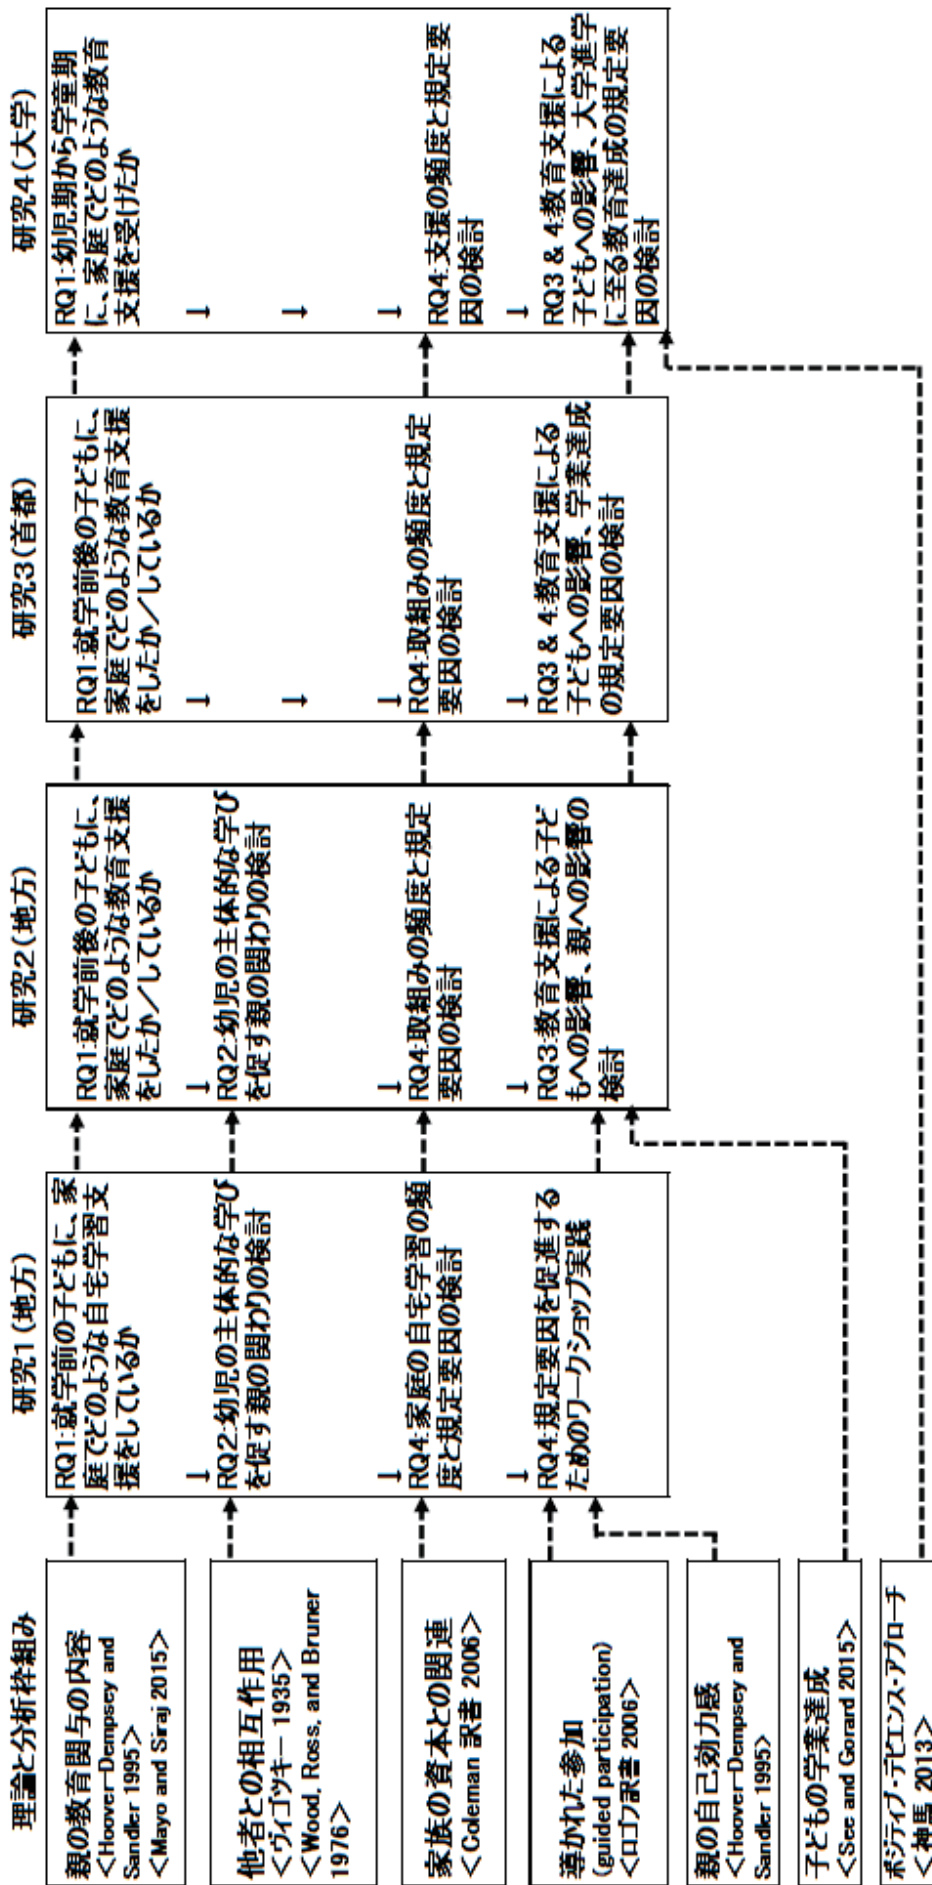 理論と分析枠組み
親の教育関与の内容
<Hoover-Dempsey and
Sandler 1995>
<Mayo and Siraj 2015>
他者との相互作用
<ヴィゴツキー 1935>
<Wood, Ross, and Bruner
1976>
家族の資本との関連
<Coleman 訳書 2006>
導かれた参加
(guided participation)
<ロゴフ訳書 2006>
親の自己効力感
<Hoover-Dempsey and
Sandler 1995>
子どもの学業達成
<See and Gorard 2015>
ポジティブ・デビエンス・アプローチ
<神馬 2013>
研究1(地方)
RQ1:就学前の子どもに、家
庭でどのような自宅学習支
援をしているか
↓
RQ2:幼児の主体的な学び
を促す親の関わりの検討
↓
RQ4:家庭の自宅学習の頻
度と規定要因の検討
↓
RQ4:規定要因を促進する
ためのワークショップ実践
研究2(地方)
RQ1:就学前後の子どもに、
家庭でどのような教育支援
をしたか/しているか
↓
RQ2:幼児の主体的な学び
を促す親の関わりの検討
↓
RQ4:取組みの頻度と規定
要因の検討
↓
RQ3:教育支援による子ど
もへの影響、親への影響の
検討
研究3(首都)
RQ1:就学前後の子どもに、
家庭でどのような教育支援
をしたか/しているか
↓
↓
↓
RQ4:取組みの頻度と規定
要因の検討
↓
RQ3 & 4:教育支援による
子どもへの影響、学業達成
の規定要因の検討
研究4(大学)
RQ1:幼児期から学童期
に、家庭でどのような教育
支援を受けたか
↓
↓
↓
RQ4:支援の頻度と規定要
因の検討
↓
RQ3 & 4:教育支援による
子どもへの影響、大学進学
に至る教育達成の規定要
因の検討